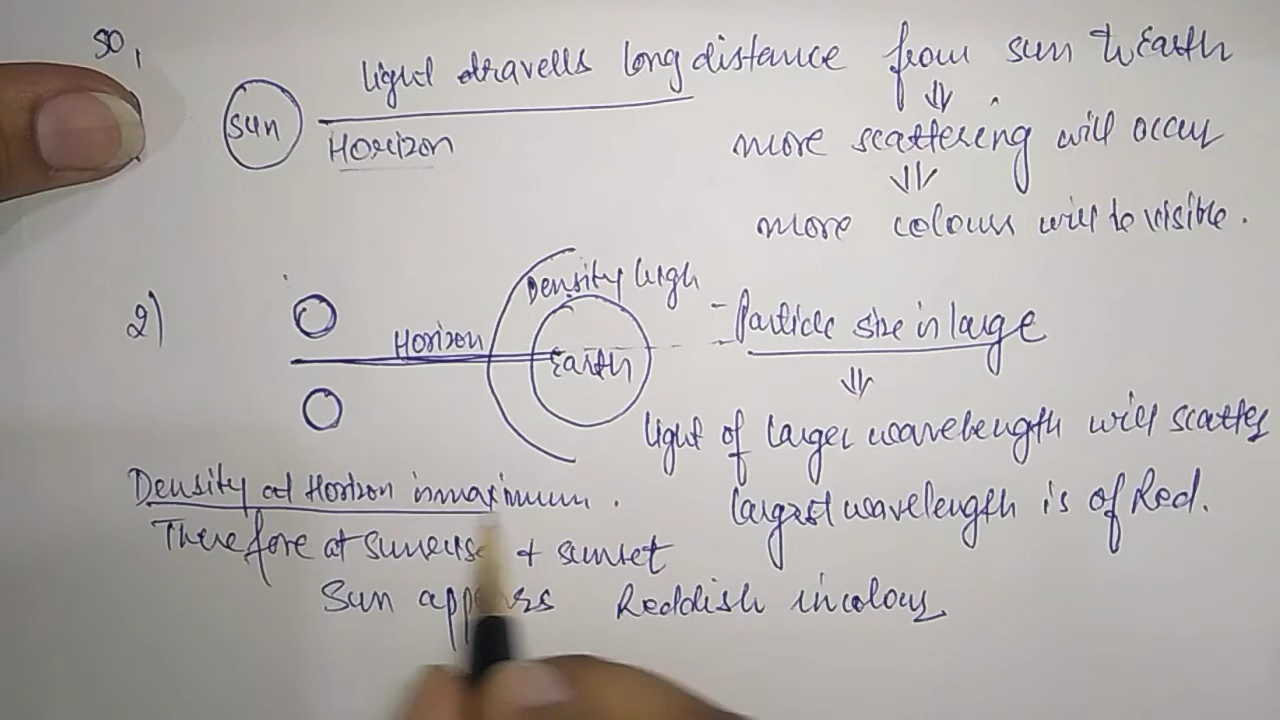 so,
light travells long distance from sun to Earth
sun
Horizon
more scattering will occur
more colours will be visible.
2)
Density high
Horizon
Earth
- Particle size is large
light of larger wavelength will scatter
largest wavelength is of Red.
Density at Horizon is maximum.
Therefore at sunrise + sunset
Sun appears Reddish in colour